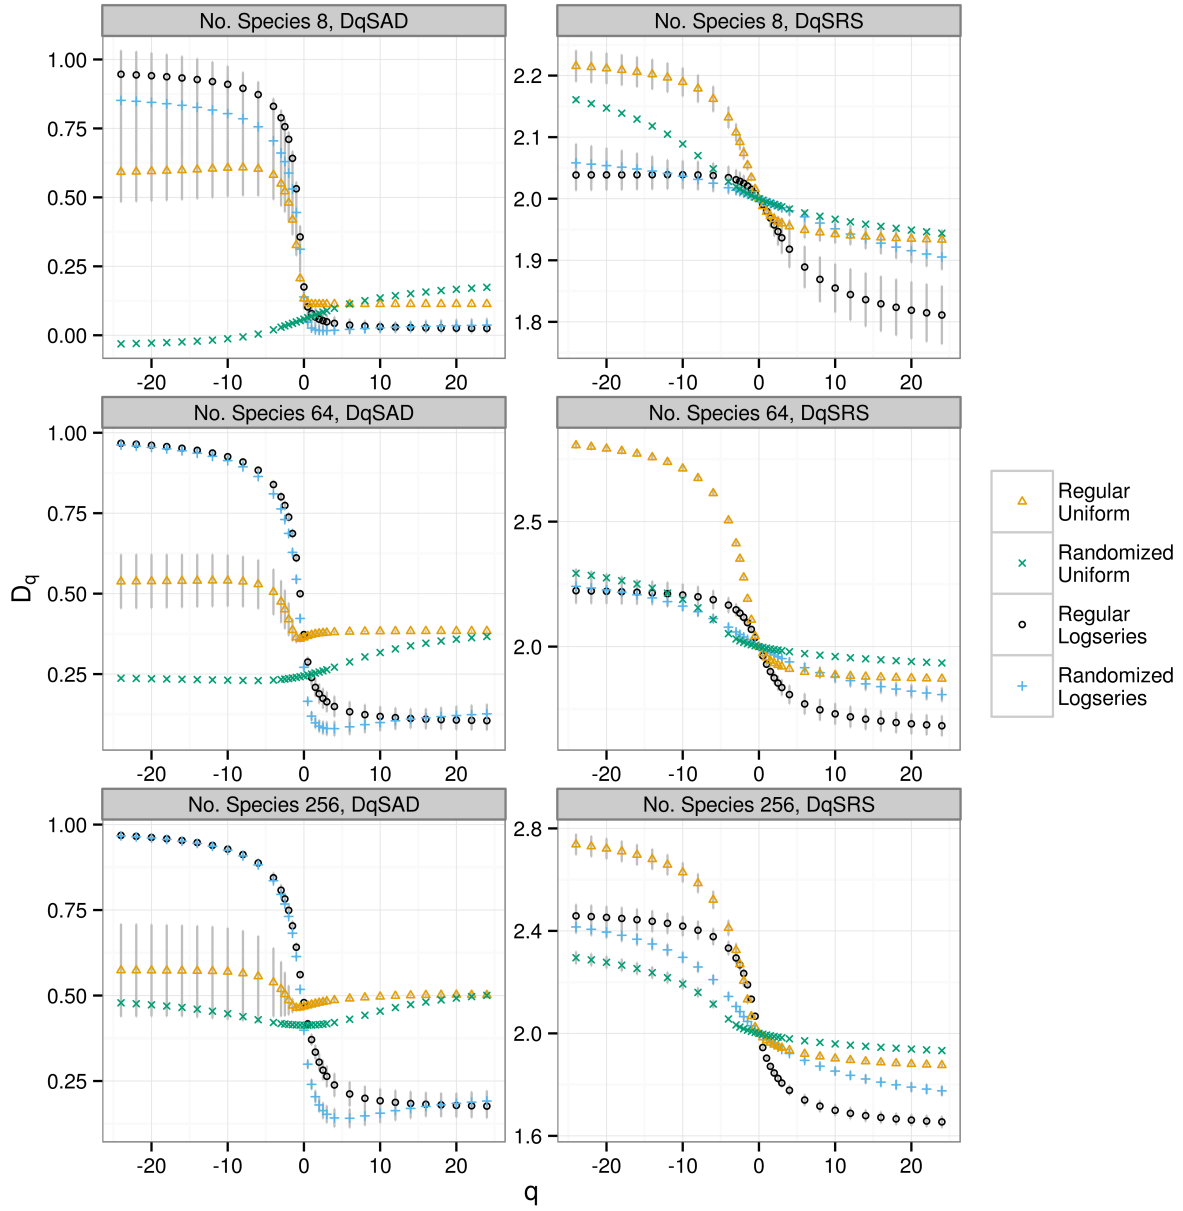 No. Species 8, DqSAD
No. Species 8, DqSRS
1.00
0.75
0.50
0.25
0.00
2.2
2.1
2.0
1.9
1.8
-20 -10 0 10 20
-20 -10 0 10 20
No. Species 64, DqSAD
No. Species 64, DqSRS
1.00
0.75
0.50
0.25
2.5
2.0
-20 -10 0 10 20
-20 -10 0 10 20
No. Species 256, DqSAD
No. Species 256, DqSRS
1.00
0.75
0.50
0.25
2.8
2.4
2.0
1.6
-20 -10 0 10 20
-20 -10 0 10 20
Dq
q
Regular
Uniform
Randomized
Uniform
Regular
Logseries
Randomized
Logseries